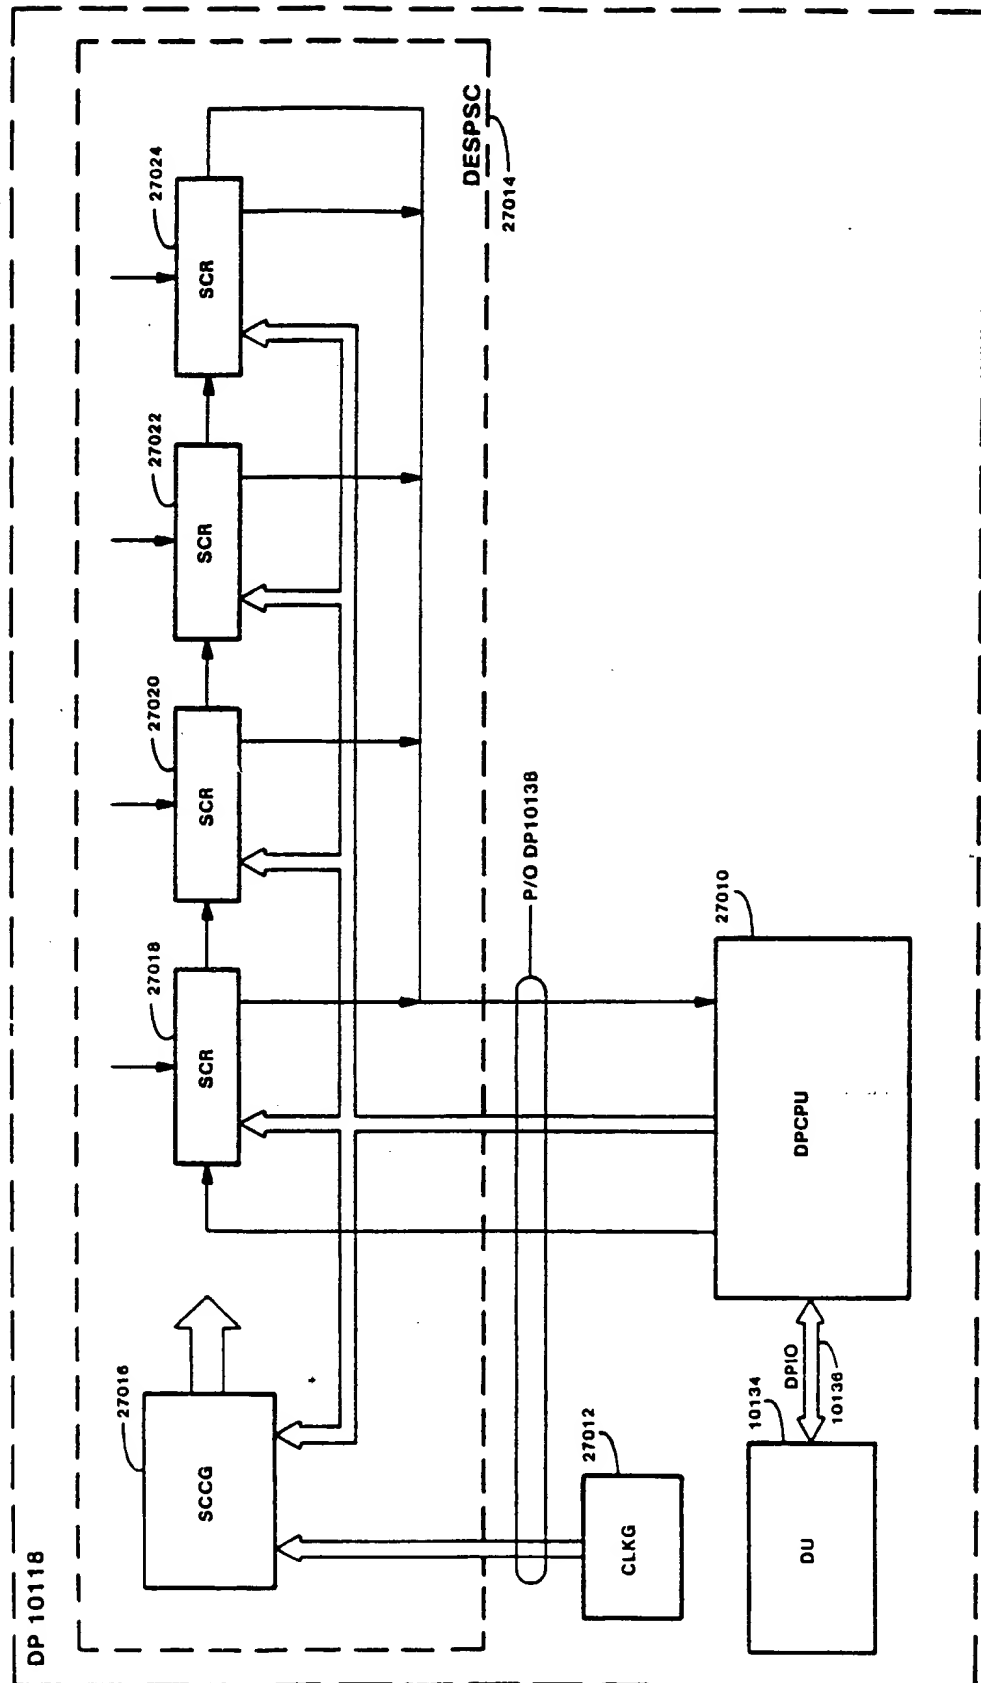 DP 10118
DESPSC
27014
27016
SCCG
27018
SCR
27020
SCR
27022
SCR
27024
SCR
P/O DP10138
27012
CLKG
27010
DPCPU
10134
DU
DPIO
10136